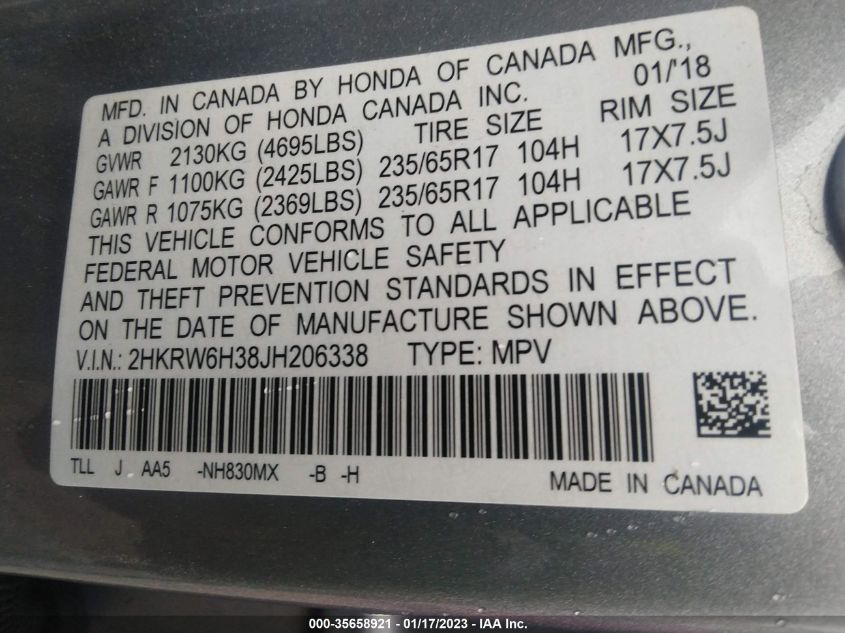 MFD. IN CANADA BY HONDA OF CANADA MFG.,
A DIVISION OF HONDA CANADA INC. 01/'18
GVWR 2130KG (4695LBS) TIRE SIZE RIM SIZE
GAWR F 1100KG (2425LBS) 235/65R17 104H 17X7.5J
GAWR R 1075KG (2369LBS) 235/65R17 104H 17X7.5J
THIS VEHICLE CONFORMS TO ALL APPLICABLE
FEDERAL MOTOR VEHICLE SAFETY
AND THEFT PREVENTION STANDARDS IN EFFECT
ON THE DATE OF MANUFACTURE SHOWN ABOVE.
V.I.N.: 2HKRW6H38JH206338 TYPE: MPV
TLL J AA5 -NH830MX -B -H
MADE IN CANADA
000-35658921 - 01/17/2023 - IAA Inc.